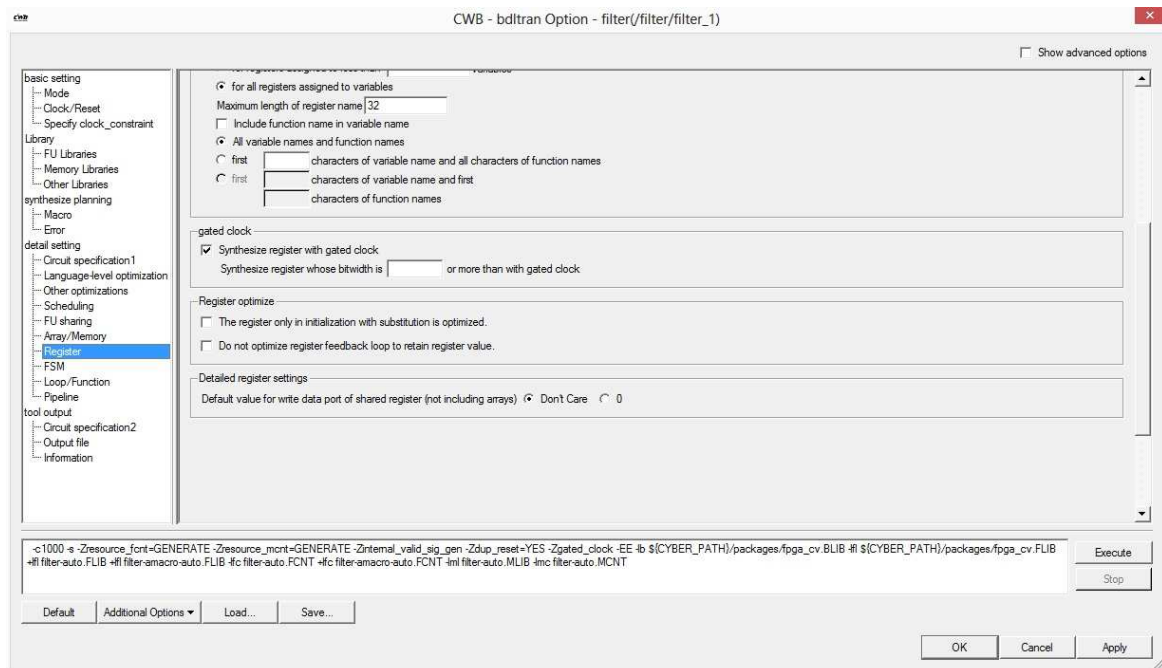 CWB
CWB - bdltran Option - filter(/filter/filter_1)
Show advanced options
basic setting
Mode
Clock/Reset
Specify clock_constraint
Library
FU Libraries
Memory Libraries
Other Libraries
synthesize planning
Macro
Error
detail setting
Circuit specification1
Language-level optimization
Other optimizations
Scheduling
FU sharing
Array/Memory
Register
FSM
Loop/Function
Pipeline
tool output
Circuit specification2
Output file
Information
for registers assigned to less than variables
for all registers assigned to variables
Maximum length of register name 32
Include function name in variable name
All variable names and function names
first characters of variable name and all characters of function names
first characters of variable name and first
characters of function names
gated clock
Synthesize register with gated clock
Synthesize register whose bitwidth is or more than with gated clock
Register optimize
The register only in initialization with substitution is optimized.
Do not optimize register feedback loop to retain register value.
Detailed register settings
Default value for write data port of shared register (not including arrays) Don't Care 0
-c1000 -s -Zresource_fcnt=GENERATE -Zresource_mcnt=GENERATE -Zinternal_valid_sig_gen -Zdup_reset=YES -Zgated_clock -EE -lb ${CYBER_PATH}/packages/fpga_cv.BLIB -lfl ${CYBER_PATH}/packages/fpga_cv.FLIB
+lfl filter-auto.FLIB +lfl filter-amacro-auto.FLIB -lfc filter-auto.FCNT +lfc filter-amacro-auto.FCNT -lml filter-auto.MLIB -lmc filter-auto.MCNT
Execute
Stop
Default Additional Options Load... Save...
OK Cancel Apply